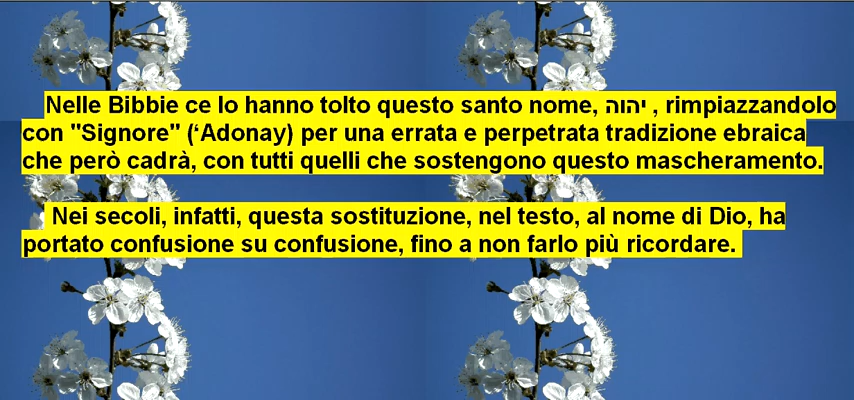 Nelle Bibbie ce lo hanno tolto questo santo nome, יהוה , rimpiazzandolo
con "Signore" (‘Adonay) per una errata e perpetrata tradizione ebraica
che però cadrà, con tutti quelli che sostengono questo mascheramento.
Nei secoli, infatti, questa sostituzione, nel testo, al nome di Dio, ha
portato confusione su confusione, fino a non farlo più ricordare.